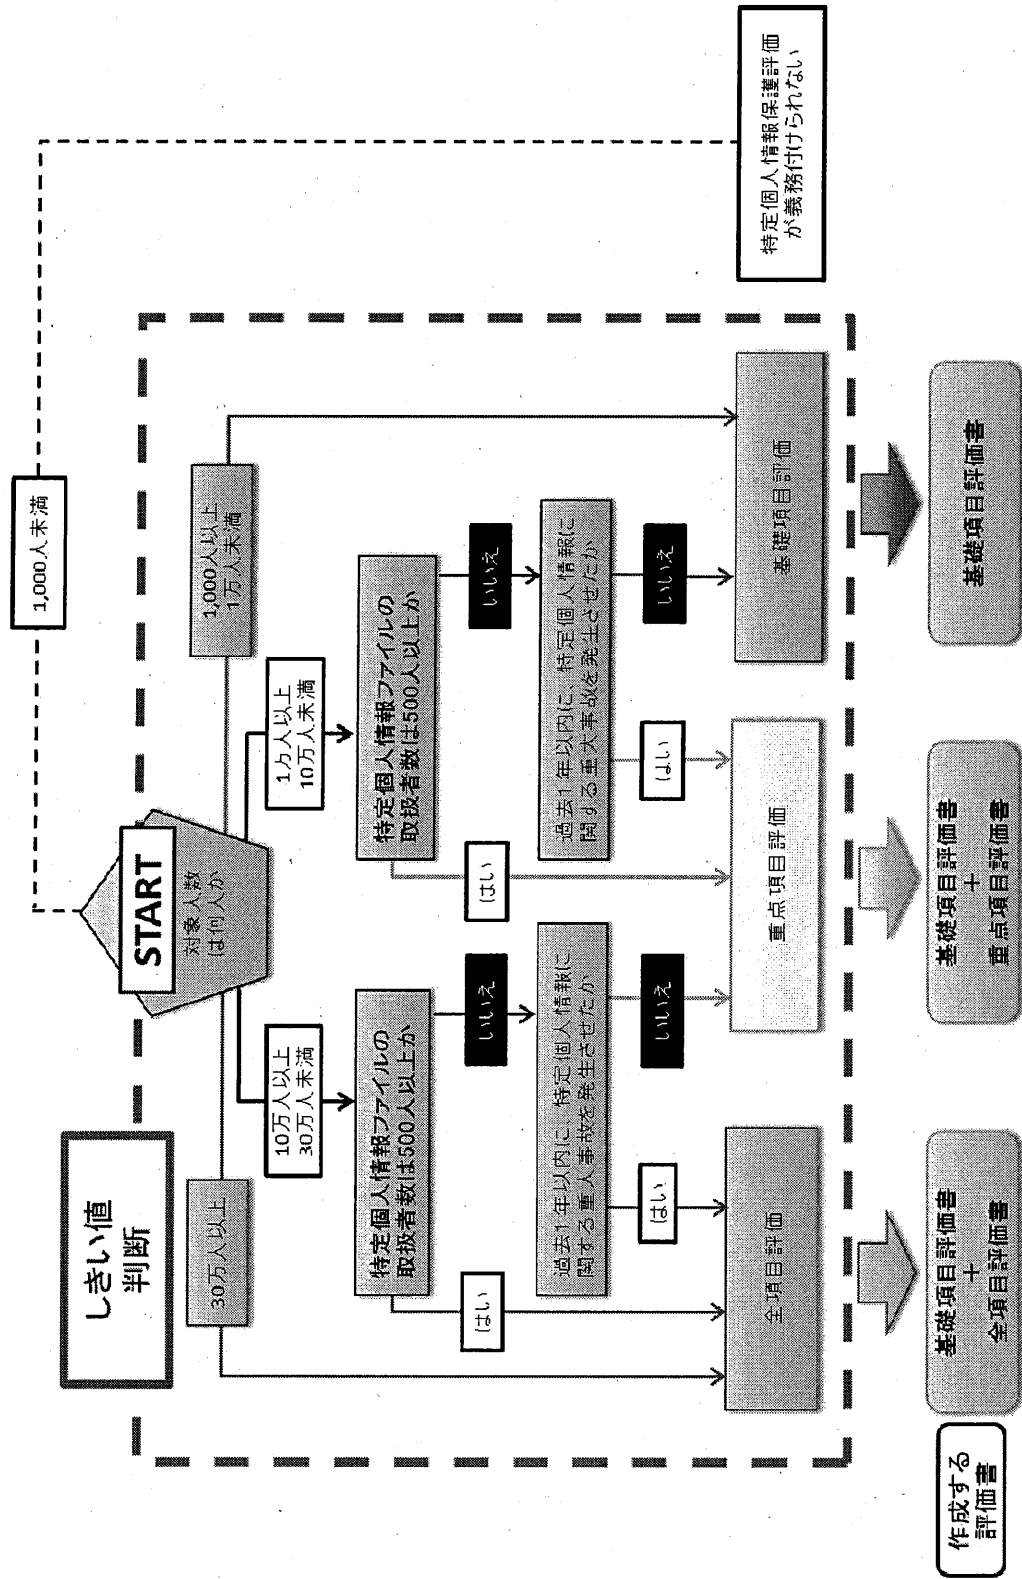 しきい値
判断
START
対象人数
は何人か
1,000人未満
30万人以上
10万人以上
30万人未満
1万人以上
10万人未満
1,000人以上
1万人未満
特定個人情報ファイルの
取扱者数は500人以上か
特定個人情報ファイルの
取扱者数は500人以上か
はい
いいえ
はい
いいえ
過去1年以内に、特定個人情報に
関する重大事故を発生させたか
過去1年以内に、特定個人情報に
関する重大事故を発生させたか
はい
いいえ
はい
いいえ
全項目評価
重点項目評価
基礎項目評価
特定個人情報保護評価
が義務付けられない
作成する
評価書
基礎項目評価書
+
全項目評価書
基礎項目評価書
+
重点項目評価書
基礎項目評価書